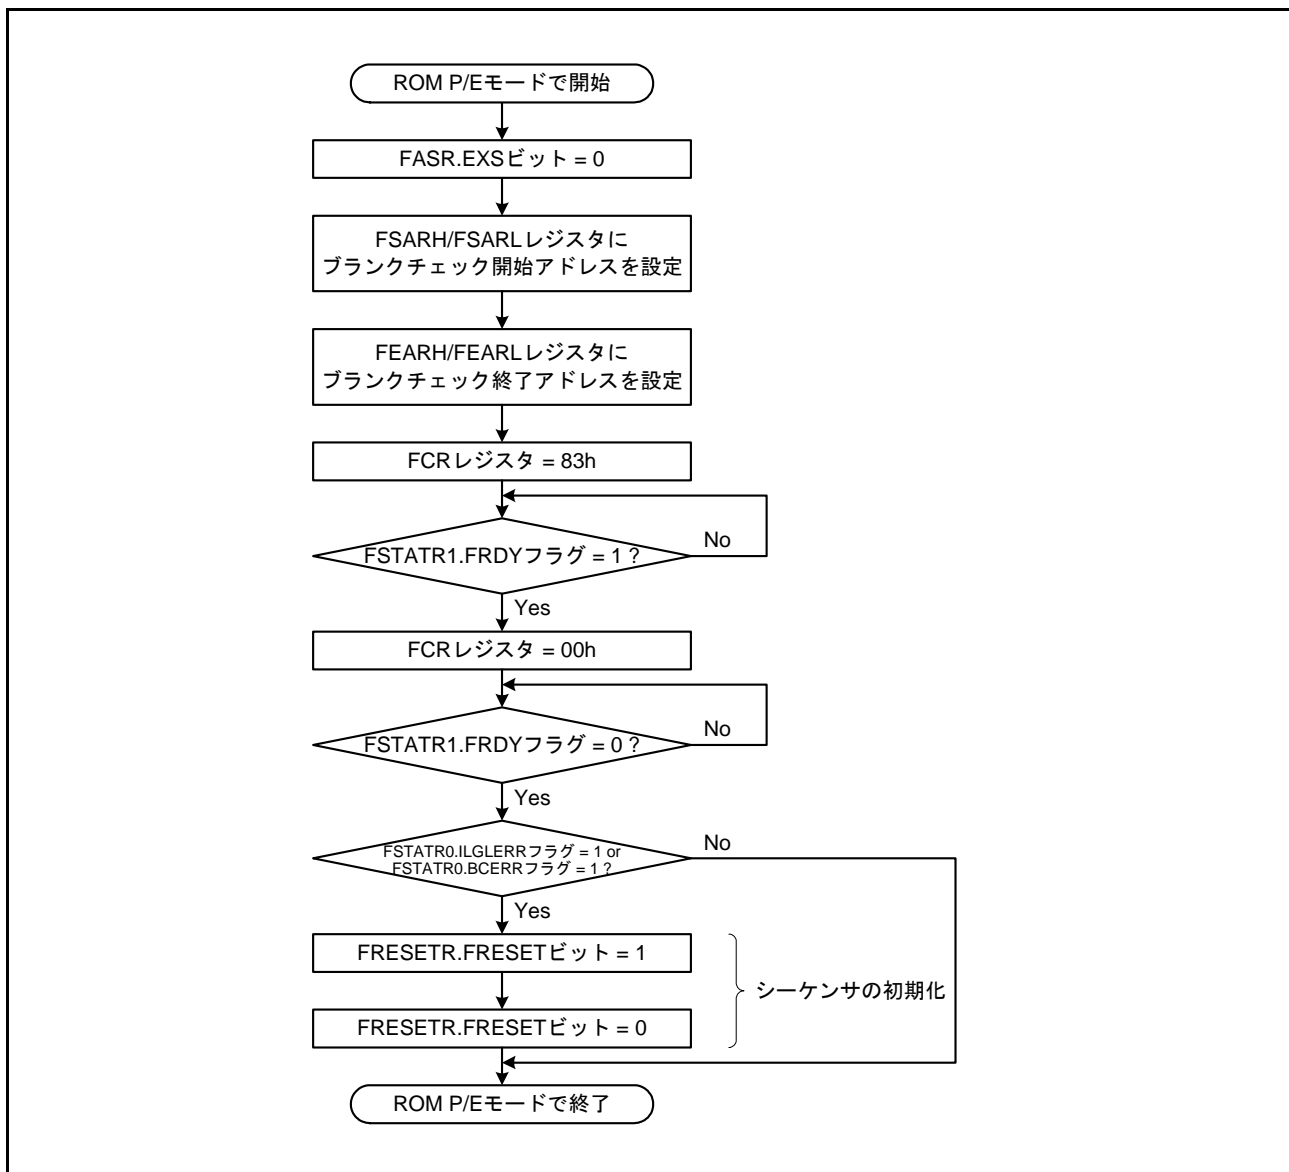 ROM P/Eモードで開始
FASR.EXSビット = 0
FSARH/FSARLレジスタに
ブランクチェック開始アドレスを設定
FEARH/FEARLレジスタに
ブランクチェック終了アドレスを設定
FCRレジスタ = 83h
FSTATR1.FRDYフラグ = 1 ?
No
Yes
FCRレジスタ = 00h
FSTATR1.FRDYフラグ = 0 ?
No
Yes
FSTATR0.ILGLERRフラグ = 1 or
FSTATR0.BCERRフラグ = 1 ?
No
Yes
FRESETR.FRESETビット = 1
シーケンサの初期化
FRESETR.FRESETビット = 0
ROM P/Eモードで終了